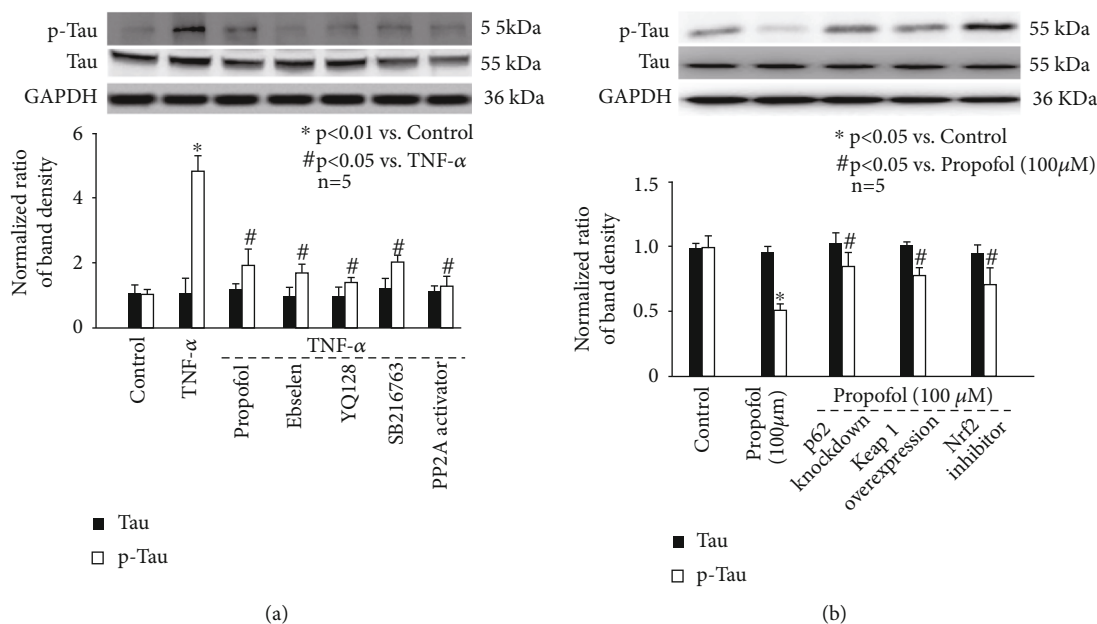 p-Tau 5 5kDa
Tau 55 kDa
GAPDH 36 kDa
* p<0.01 vs. Control
#p<0.05 vs. TNF-α
n=5
Normalized ratio
of band density
6
4
2
0
Control
TNF-α
TNF-α
Propofol
Ebselen
YQ128
SB216763
PP2A activator
*
#
#
#
#
#
Tau
p-Tau
(a)
p-Tau 55 kDa
Tau 55 kDa
GAPDH 36 KDa
* p<0.05 vs. Control
#p<0.05 vs. Propofol (100μM)
n=5
Normalized ratio
of band density
1.5
1.0
0.5
0
*
#
#
#
Control
Propofol
(100μm)
Propofol (100 μM)
p62
knockdown
Keap 1
overexpression
Nrf2
inhibitor
Tau
p-Tau
(b)